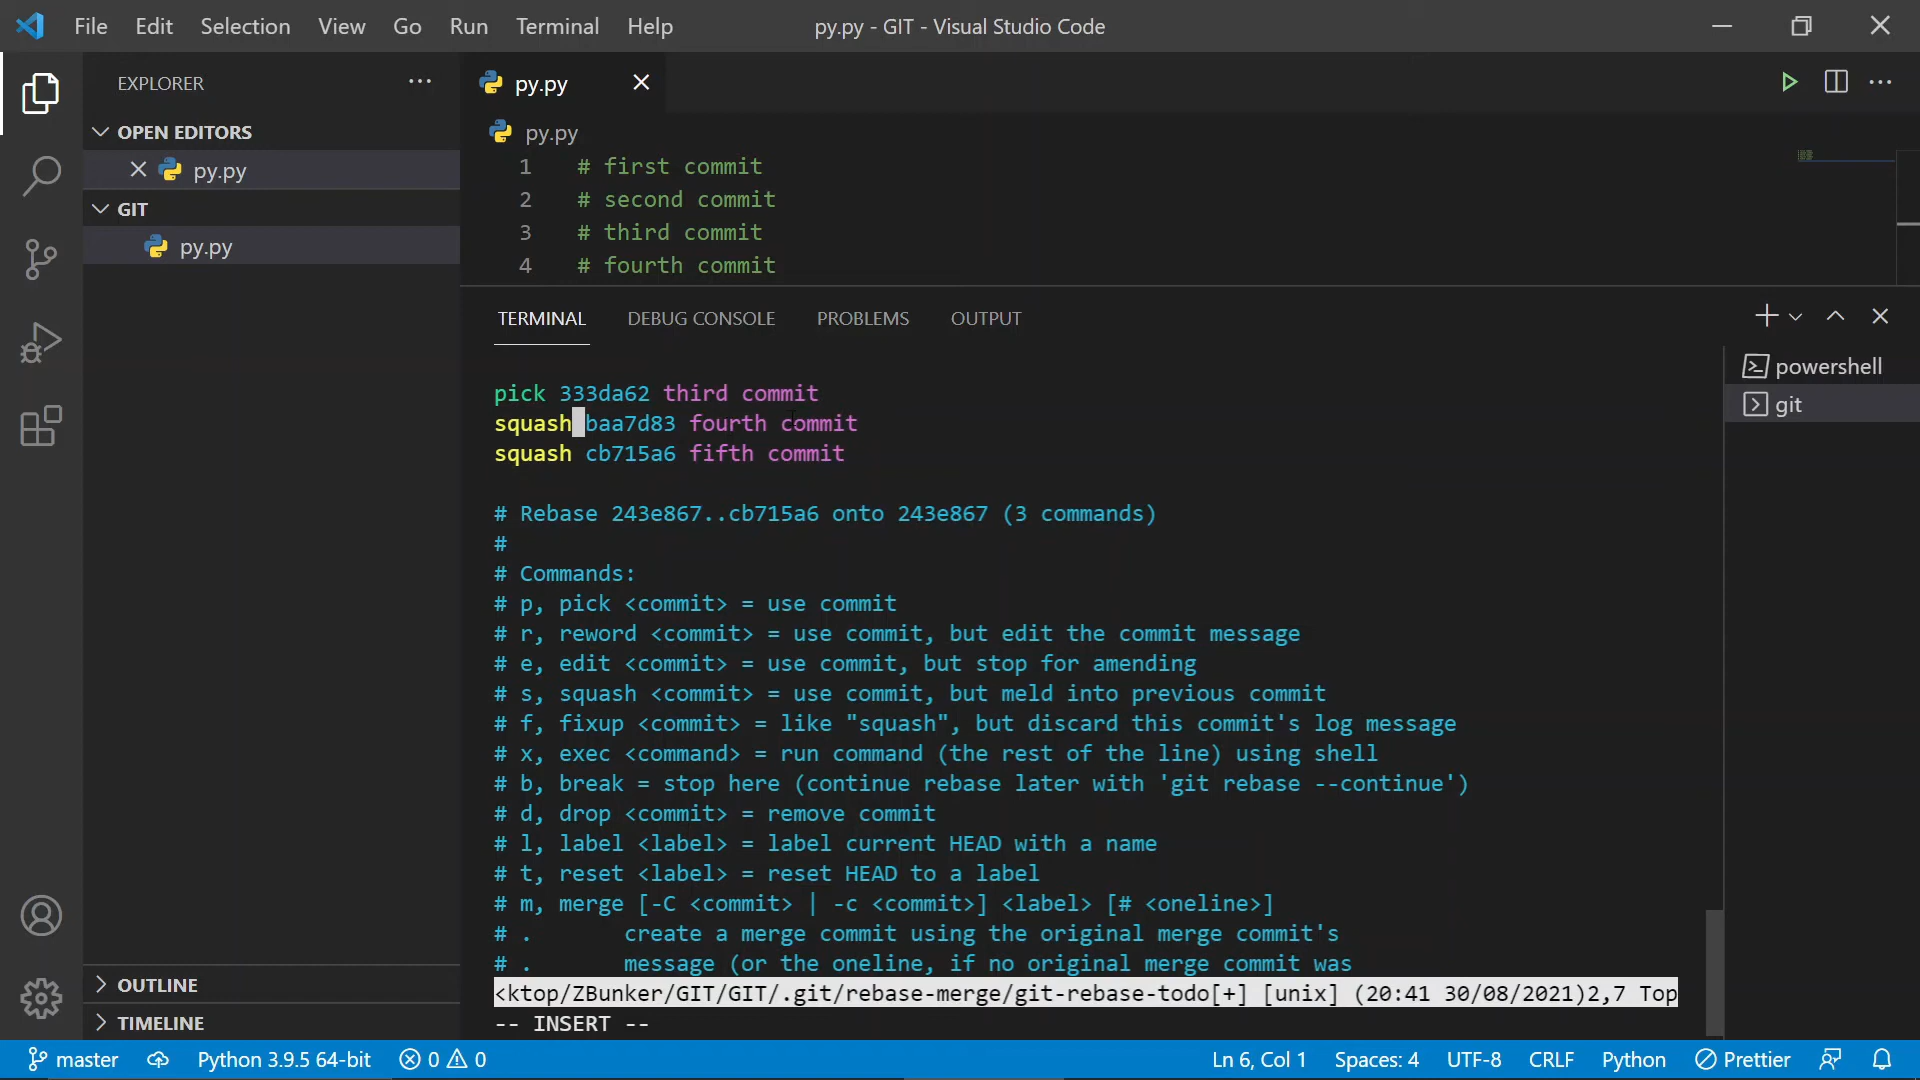 File Edit Selection View Go Run Terminal Help
py.py - GIT - Visual Studio Code
EXPLORER
OPEN EDITORS
py.py
GIT
py.py
py.py
py.py
1 # first commit
2 # second commit
3 # third commit
4 # fourth commit
TERMINAL DEBUG CONSOLE PROBLEMS OUTPUT
powershell
git
pick 333da62 third commit
squash baa7d83 fourth commit
squash cb715a6 fifth commit
# Rebase 243e867..cb715a6 onto 243e867 (3 commands)
#
# Commands:
# p, pick <commit> = use commit
# r, reword <commit> = use commit, but edit the commit message
# e, edit <commit> = use commit, but stop for amending
# s, squash <commit> = use commit, but meld into previous commit
# f, fixup <commit> = like "squash", but discard this commit's log message
# x, exec <command> = run command (the rest of the line) using shell
# b, break = stop here (continue rebase later with 'git rebase --continue')
# d, drop <commit> = remove commit
# l, label <label> = label current HEAD with a name
# t, reset <label> = reset HEAD to a label
# m, merge [-C <commit> | -c <commit>] <label> [# <oneline>]
# . create a merge commit using the original merge commit's
# . message (or the oneline, if no original merge commit was
<ktop/ZBunker/GIT/GIT/.git/rebase-merge/git-rebase-todo[+] [unix] (20:41 30/08/2021)2,7 Top
-- INSERT --
OUTLINE
TIMELINE
master Python 3.9.5 64-bit 0 0 Ln 6, Col 1 Spaces: 4 UTF-8 CRLF Python Prettier